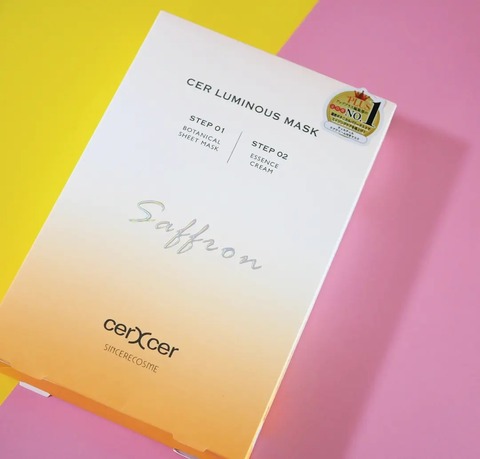 CER LUMINOUS MASK
STEP 01
BOTANICAL
SHEET MASK
STEP 02
ESSENCE
CREAM
Saffron
cerXcer
SINCERECOSME
NO. 1